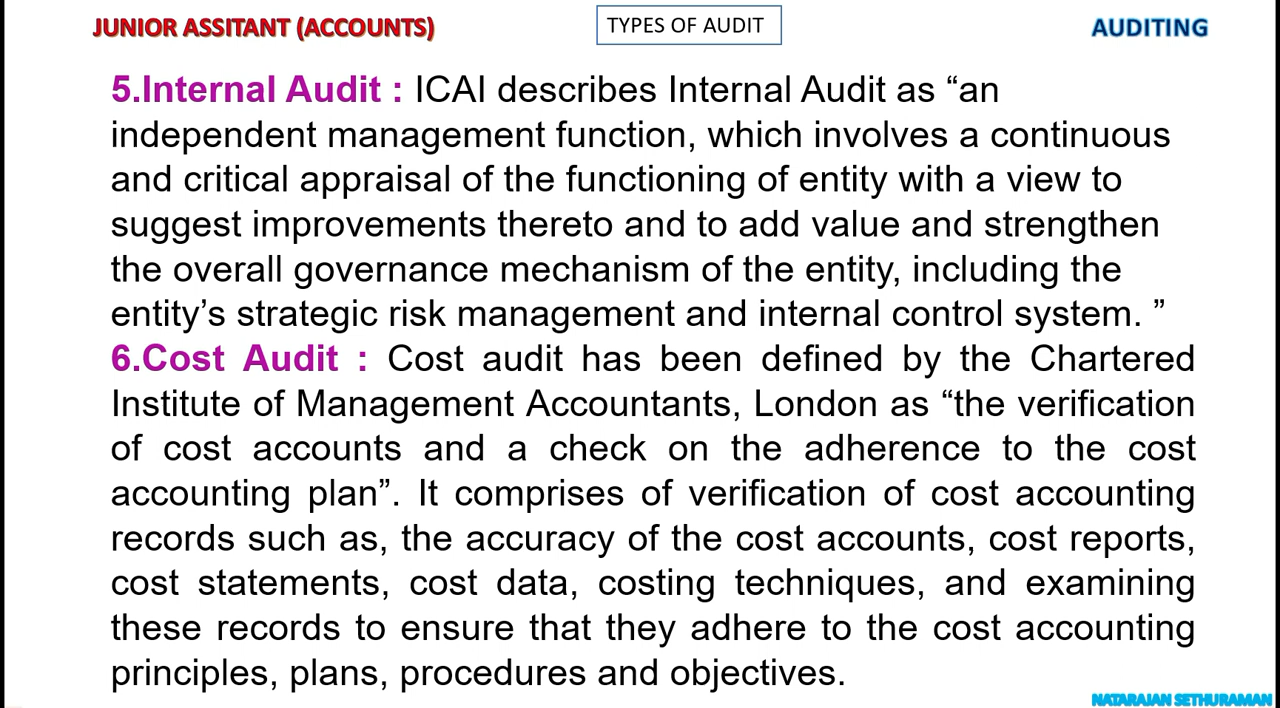 JUNIOR ASSITANT (ACCOUNTS)
TYPES OF AUDIT
AUDITING
5.Internal Audit : ICAI describes Internal Audit as “an
independent management function, which involves a continuous
and critical appraisal of the functioning of entity with a view to
suggest improvements thereto and to add value and strengthen
the overall governance mechanism of the entity, including the
entity’s strategic risk management and internal control system. ”
6.Cost Audit : Cost audit has been defined by the Chartered
Institute of Management Accountants, London as “the verification
of cost accounts and a check on the adherence to the cost
accounting plan”. It comprises of verification of cost accounting
records such as, the accuracy of the cost accounts, cost reports,
cost statements, cost data, costing techniques, and examining
these records to ensure that they adhere to the cost accounting
principles, plans, procedures and objectives.
NATARAJAN SETHURAMAN